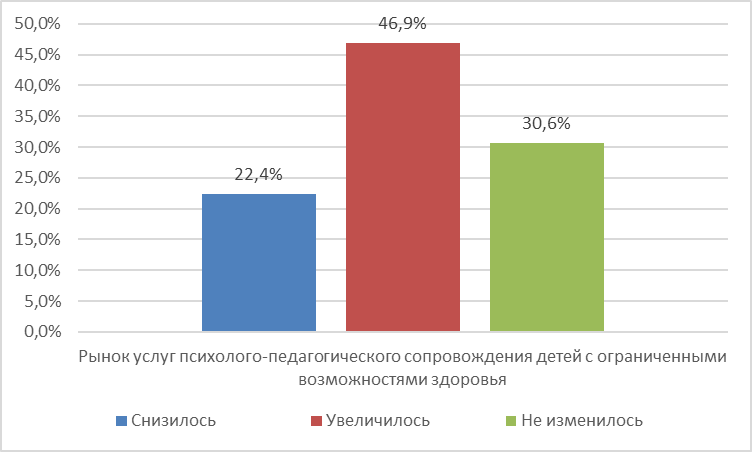 50,0%
45,0%
40,0%
35,0%
30,0%
25,0%
20,0%
15,0%
10,0%
5,0%
0,0%
22,4%
46,9%
30,6%
Рынок услуг психолого-педагогического сопровождения детей с ограниченными
возможностями здоровья
Снизилось
Увеличилось
Не изменилось